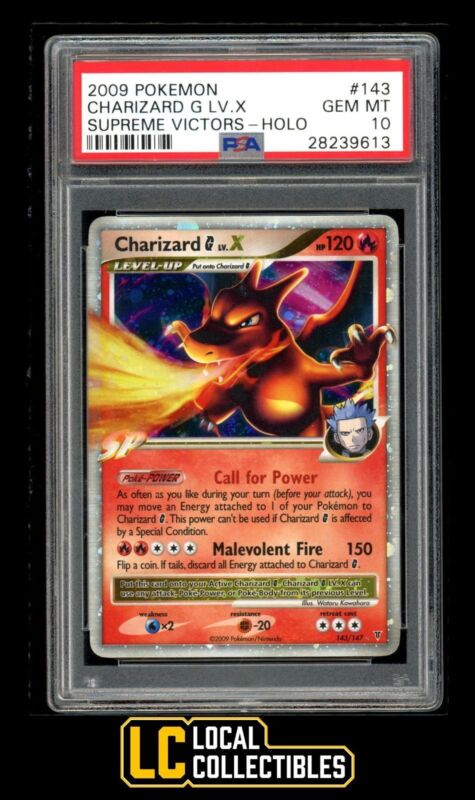 2009 POKEMON #143
CHARIZARD G LV.X GEM MT
SUPREME VICTORS - HOLO 10
PSA 28239613
Charizard G LV.X HP 120
LEVEL-UP Put onto Charizard G
SP
Poké-POWER Call for Power
As often as you like during your turn (before your attack), you
may move an Energy attached to 1 of your Pokémon to
Charizard G. This power can't be used if Charizard G is affected
by a Special Condition.
Malevolent Fire 150
Flip a coin. If tails, discard all Energy attached to Charizard G.
Put this card onto your Active Charizard G. Charizard G LV.X can
use any attack, Poké-Power, or Poké-Body from its previous Level.
Illus. Wataru Kawahara
weakness resistance retreat cost
×2 -20
©2009 Pokémon/Nintendo 143/147
LC LOCAL
COLLECTIBLES